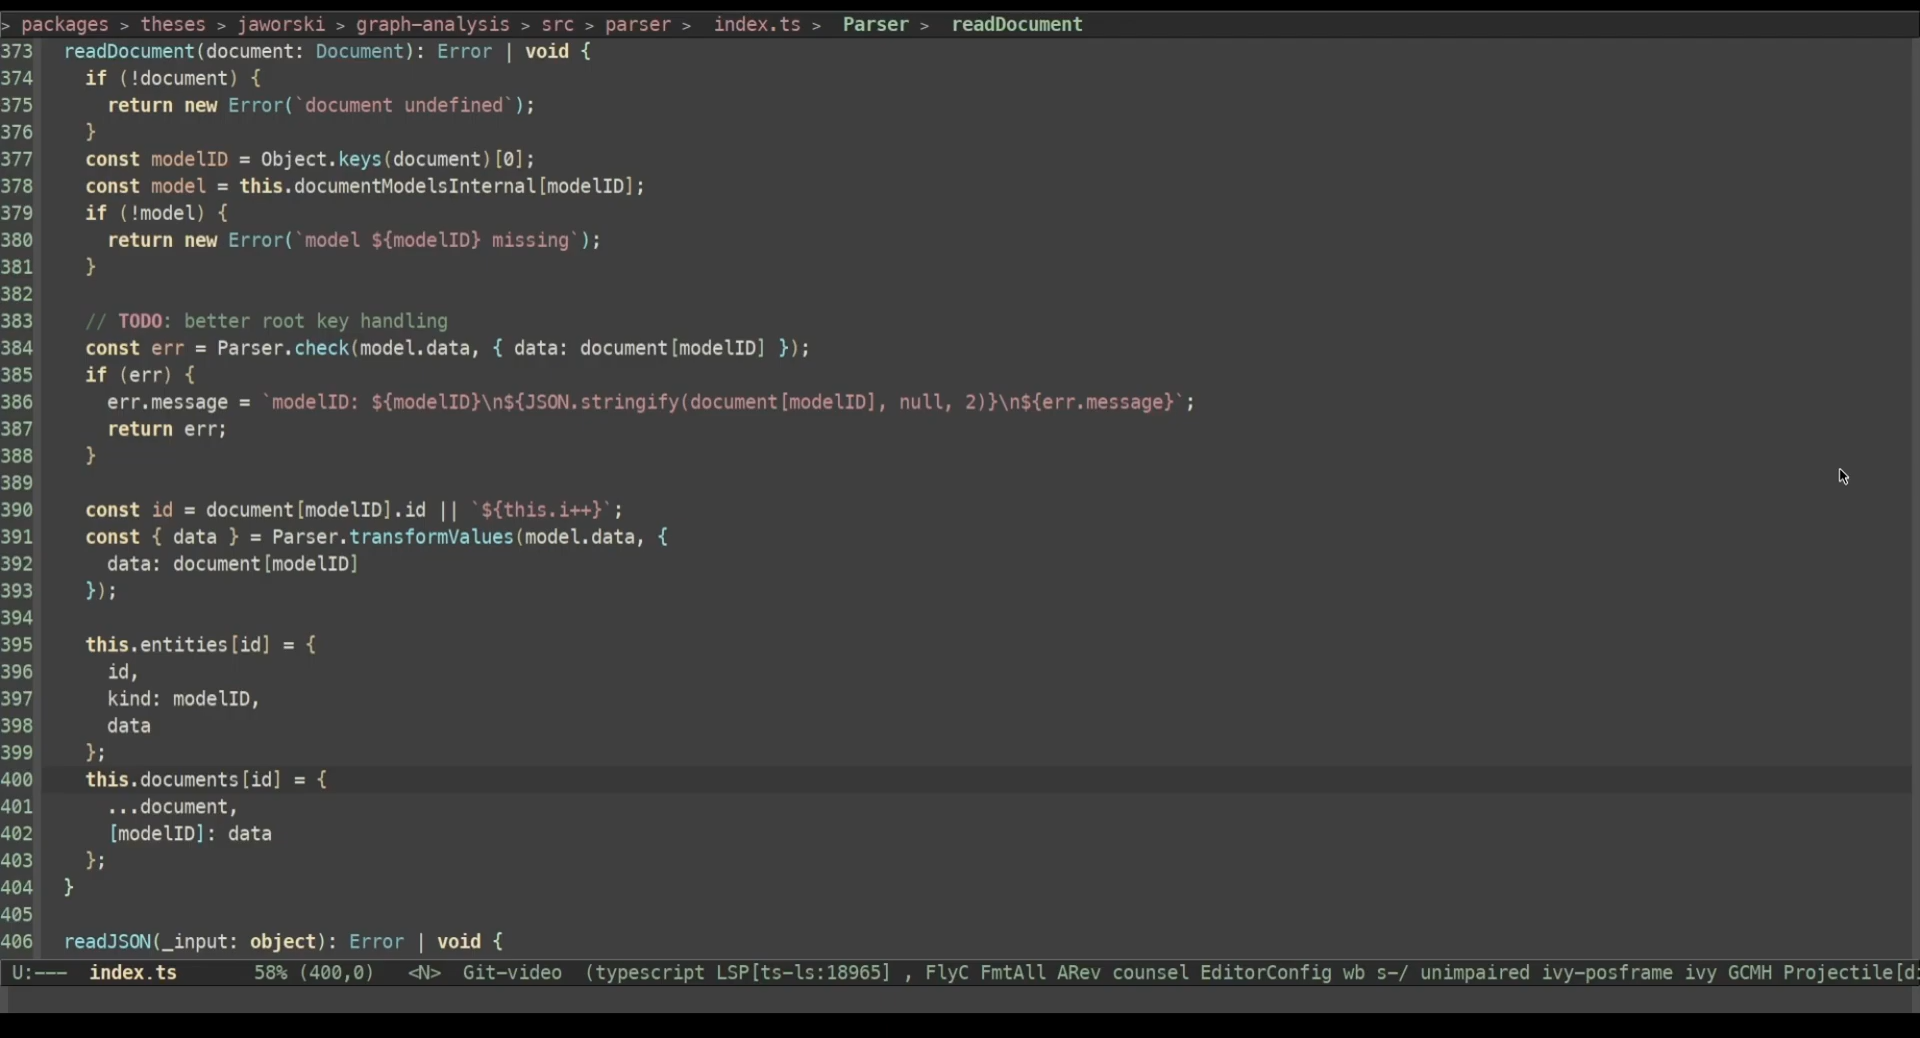 > packages > theses > jaworski > graph-analysis > src > parser > index.ts > Parser > readDocument
373 readDocument(document: Document): Error | void {
374 if (!document) {
375 return new Error(`document undefined`);
376 }
377 const modelID = Object.keys(document)[0];
378 const model = this.documentModelsInternal[modelID];
379 if (!model) {
380 return new Error(`model ${modelID} missing`);
381 }
382
383 // TODO: better root key handling
384 const err = Parser.check(model.data, { data: document[modelID] });
385 if (err) {
386 err.message = `modelID: ${modelID}\n${JSON.stringify(document[modelID], null, 2)}\n${err.message}`;
387 return err;
388 }
389
390 const id = document[modelID].id || `${this.i++}`;
391 const { data } = Parser.transformValues(model.data, {
392 data: document[modelID]
393 });
394
395 this.entities[id] = {
396 id,
397 kind: modelID,
398 data
399 };
400 this.documents[id] = {
401 ...document,
402 [modelID]: data
403 };
404 }
405
406 readJSON(_input: object): Error | void {
U:--- index.ts 58% (400,0) <N> Git-video (typescript LSP[ts-ls:18965] , FlyC FmtAll ARev counsel EditorConfig wb s-/ unimpaired ivy-posframe ivy GCMH Projectile[d